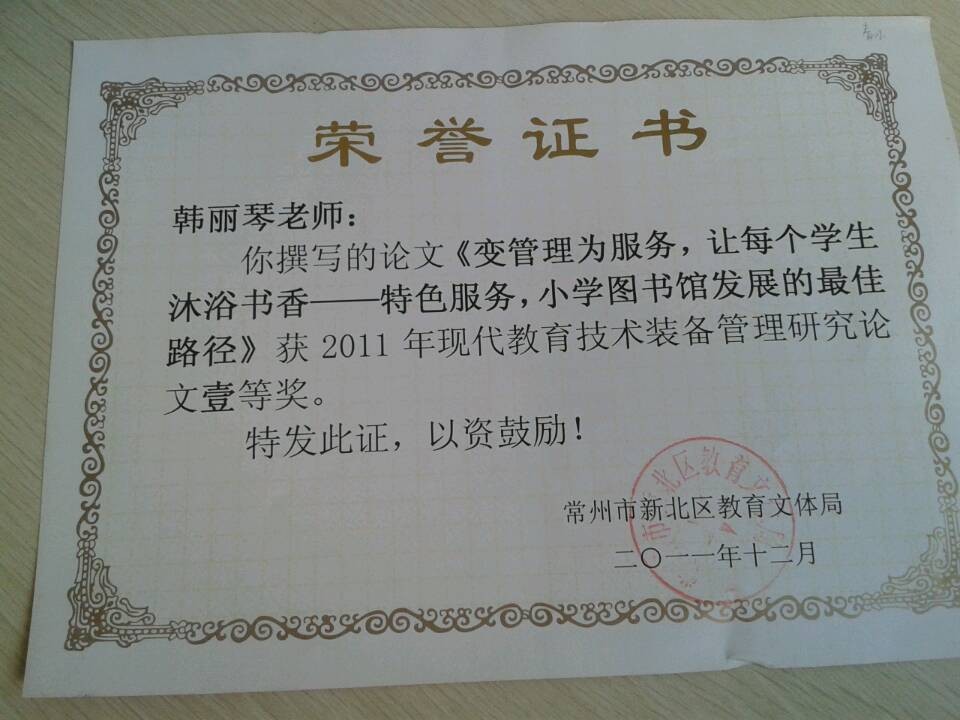 荣誉证书
韩丽琴老师：
你撰写的论文《变管理为服务，让每个学生
沐浴书香——特色服务，小学图书馆发展的最佳
路径》获 2011 年现代教育技术装备管理研究论
文壹等奖。
特发此证，以资鼓励！
常州市新北区教育文体局
二〇一一年十二月